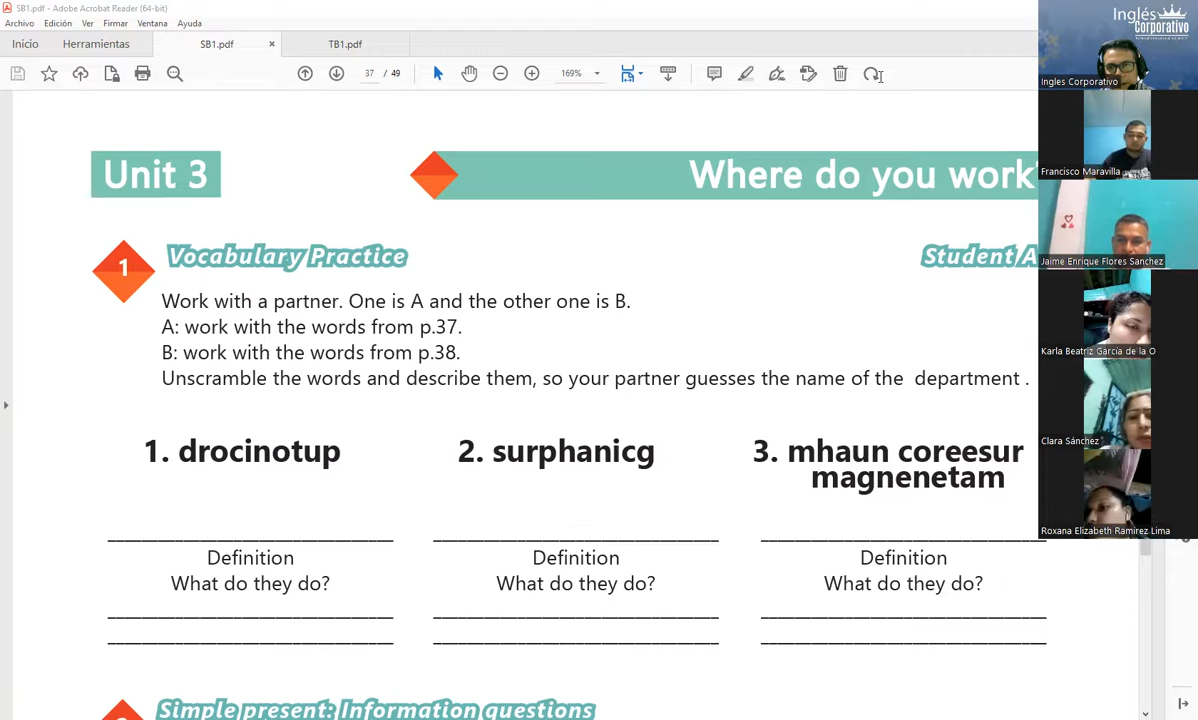 SB1.pdf - Adobe Acrobat Reader (64-bit)
Archivo Edición Ver Firmar Ventana Ayuda
Inicio Herramientas SB1.pdf × TB1.pdf
37 / 49 169%
Inglés
Corporativo
Ingles Corporativo
Francisco Maravilla
Jaime Enrique Flores Sanchez
Karla Beatriz García de la O
Clara Sánchez
Roxana Elizabeth Ramirez Lima
Unit 3
Where do you work?
1 Vocabulary Practice
Student A
Work with a partner. One is A and the other one is B.
A: work with the words from p.37.
B: work with the words from p.38.
Unscramble the words and describe them, so your partner guesses the name of the department .
1. drocinotup
2. surphanicg
3. mhaun coreesur
magnenetam
Definition
What do they do?
Definition
What do they do?
Definition
What do they do?
Simple present: Information questions